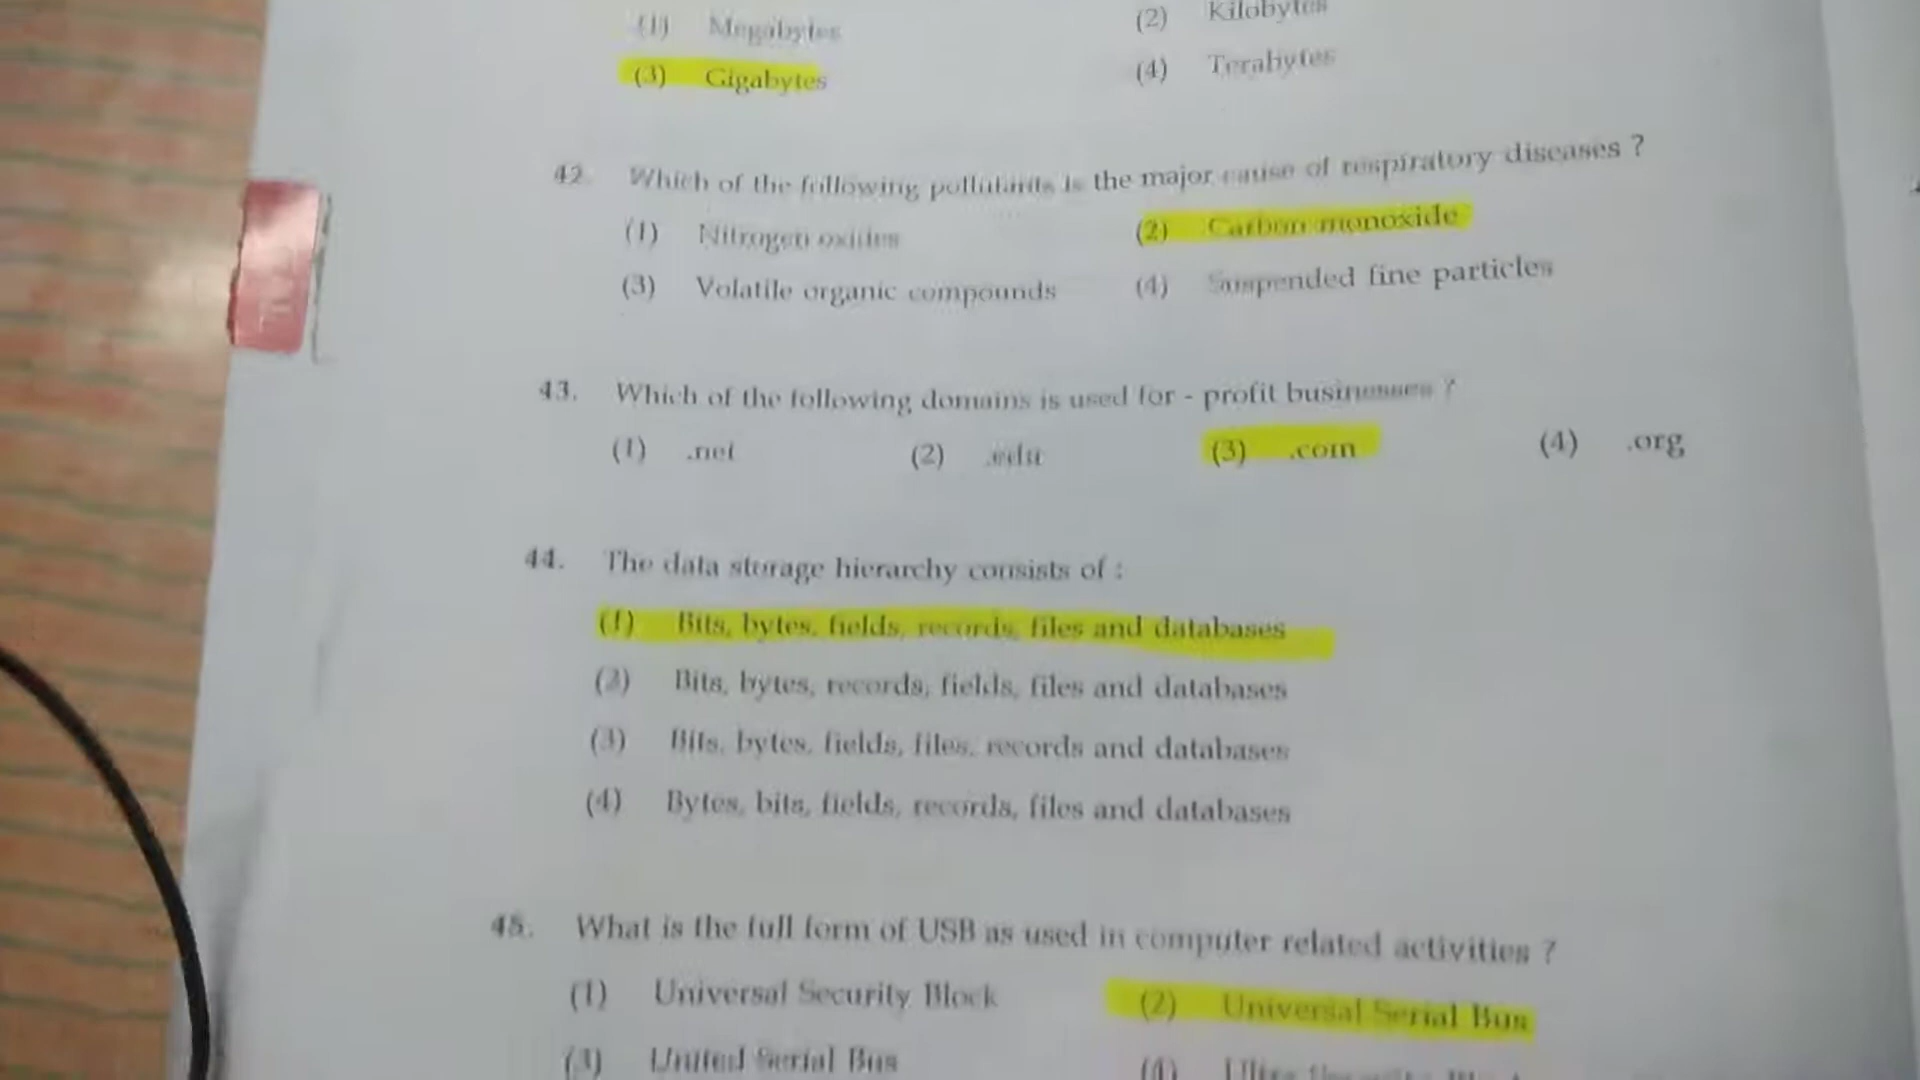 (1) Megabytes
(2) Kilobytes
(3) Gigabytes
(4) Terabytes
42. Which of the following pollutants is the major cause of respiratory diseases ?
(1) Nitrogen oxides
(2) Carbon monoxide
(3) Volatile organic compounds
(4) Suspended fine particles
43. Which of the following domains is used for - profit businesses ?
(1) .net (2) .edu (3) .com (4) .org
44. The data storage hierarchy consists of :
(1) Bits, bytes, fields, records, files and databases
(2) Bits, bytes, records, fields, files and databases
(3) Bits, bytes, fields, files, records and databases
(4) Bytes, bits, fields, records, files and databases
45. What is the full form of USB as used in computer related activities ?
(1) Universal Security Block
(2) Universal Serial Bus
(3) United Serial Bus
(4) Ultra